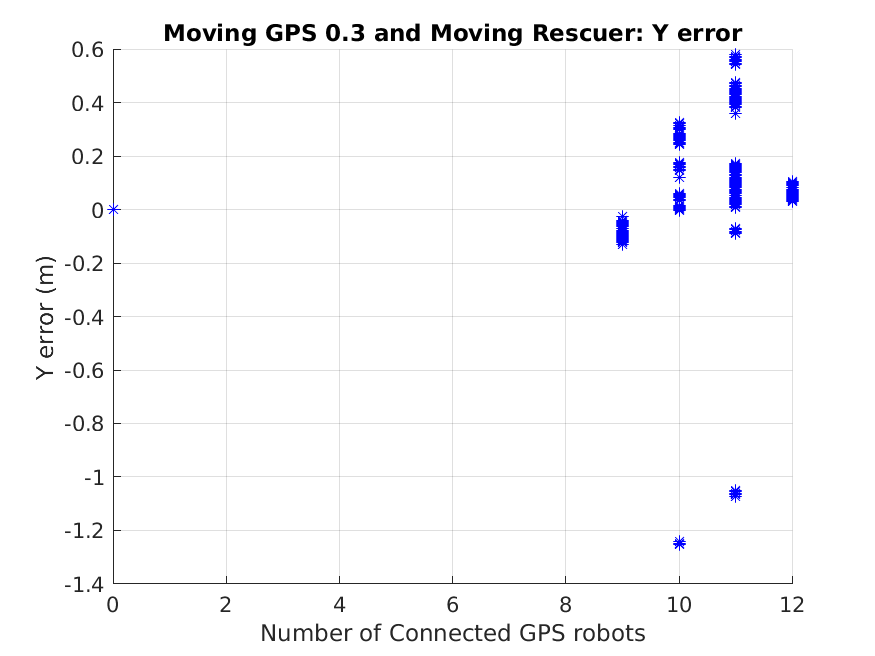 Moving GPS 0.3 and Moving Rescuer: Y error
0.6
0.4
0.2
0
-0.2
-0.4
-0.6
-0.8
-1
-1.2
-1.4
Y error (m)
0 2 4 6 8 10 12
Number of Connected GPS robots